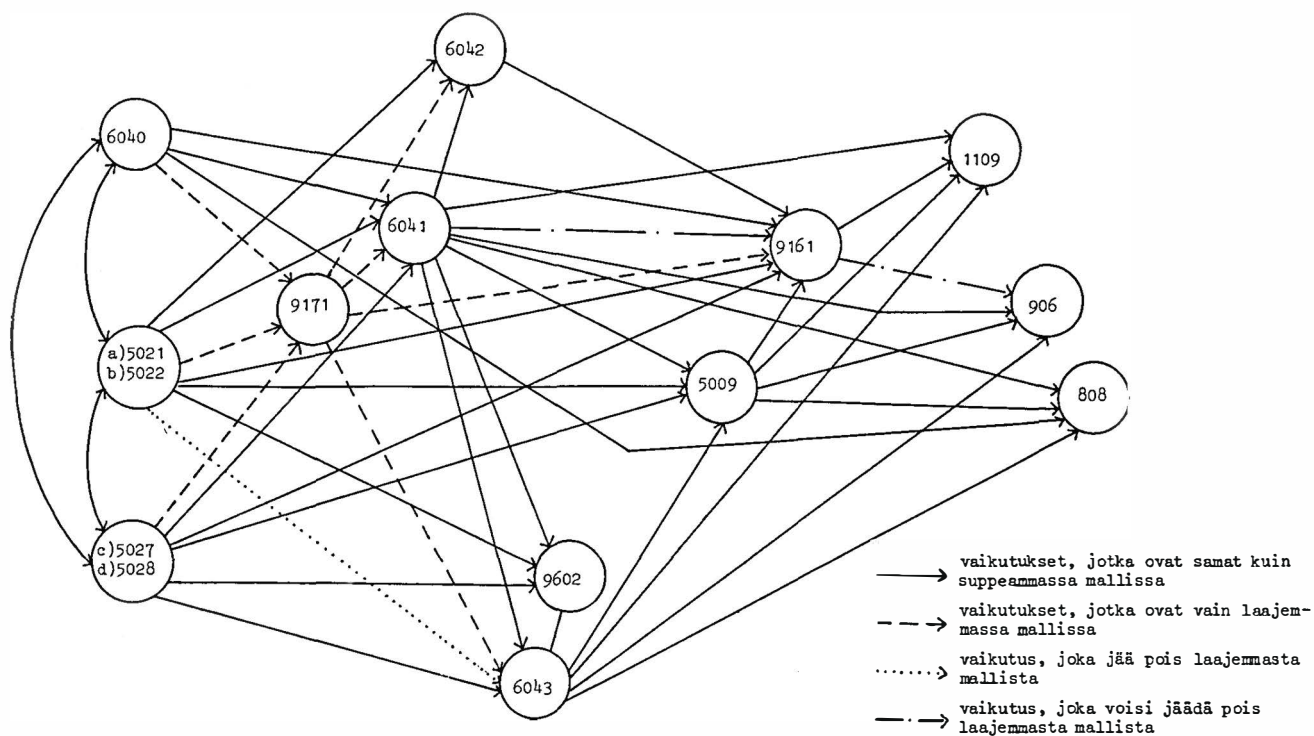 6042
6040
1109
6041
9161
9171
906
a)5021
b)5022
5009
808
c)5027
d)5028
9602
6043
vaikutukset, jotka ovat samat kuin
suppeammassa mallissa
vaikutukset, jotka ovat vain laajem-
massa mallissa
vaikutus, joka jää pois laajemmasta
mallista
vaikutus, joka voisi jäädä pois
laajemmasta mallista